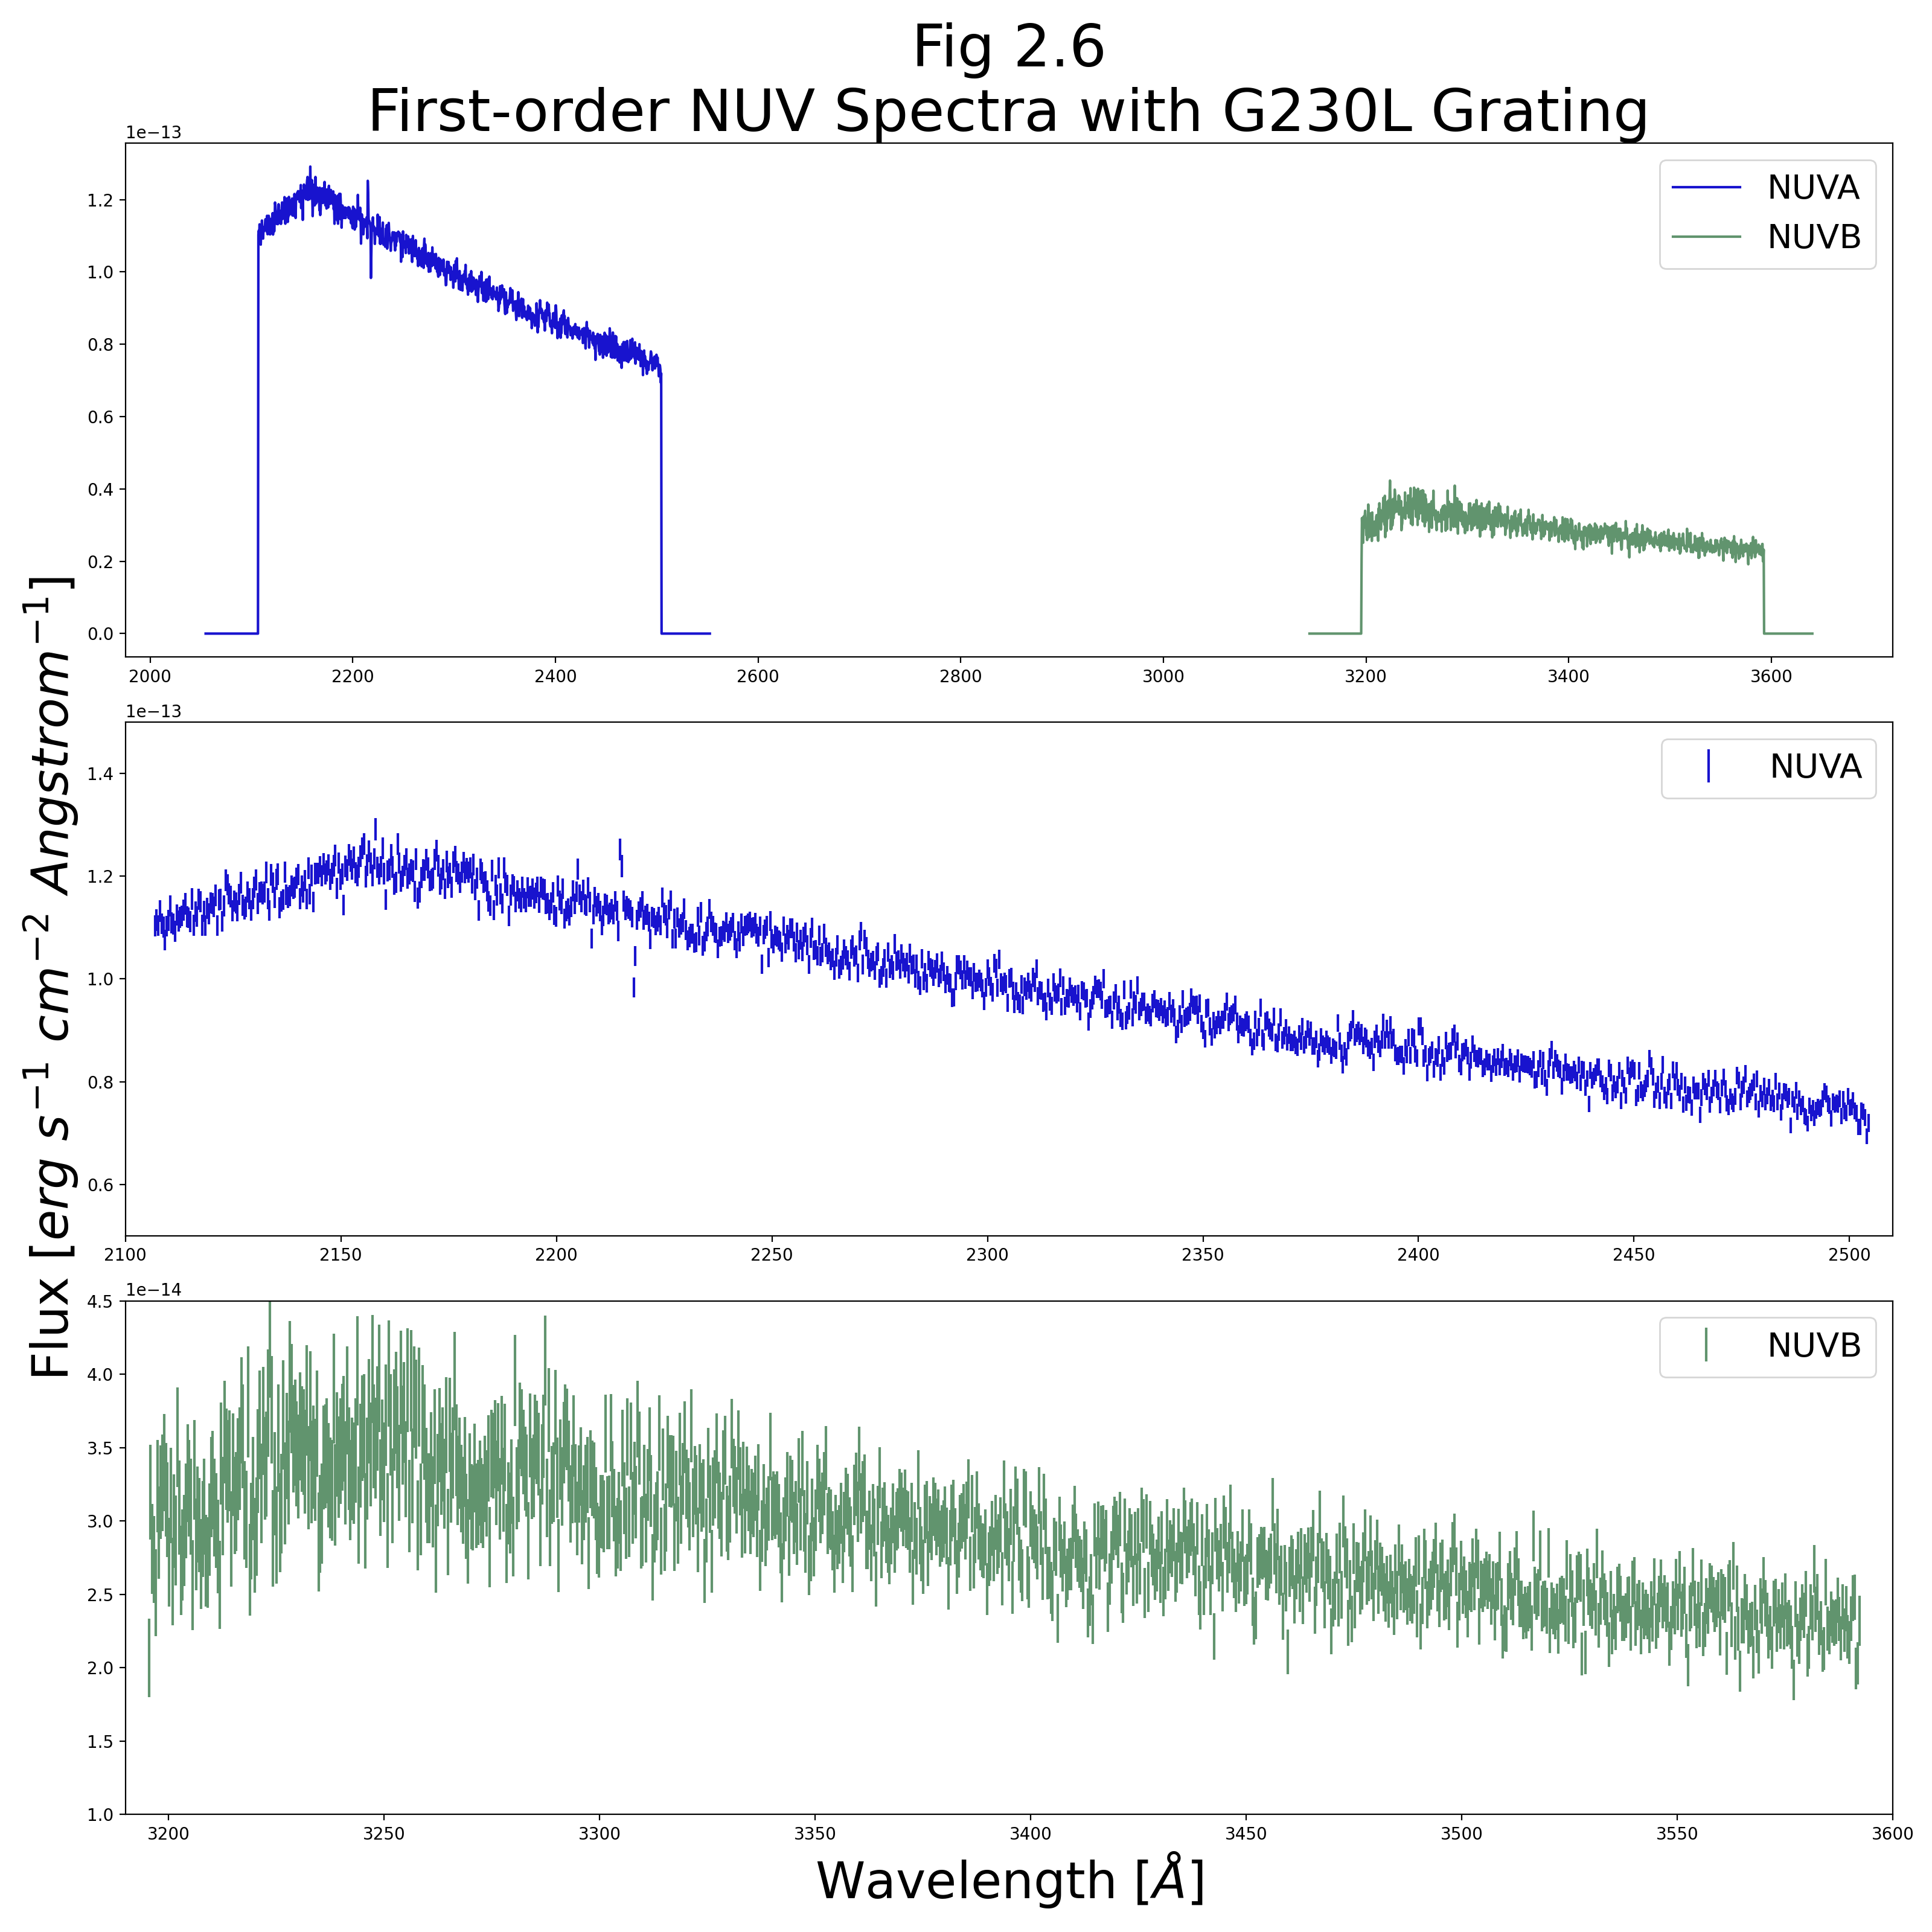 Fig 2.6
First-order NUV Spectra with G230L Grating
1e−13
NUVA
NUVB
1.2
1.0
0.8
0.6
0.4
0.2
0.0
2000 2200 2400 2600 2800 3000 3200 3400 3600
1e−13
NUVA
1.4
1.2
1.0
0.8
0.6
2100 2150 2200 2250 2300 2350 2400 2450 2500
1e−14
NUVB
4.5
4.0
3.5
3.0
2.5
2.0
1.5
1.0
3200 3250 3300 3350 3400 3450 3500 3550 3600
Flux [erg s⁻¹ cm⁻² Angstrom⁻¹]
Wavelength [Å]